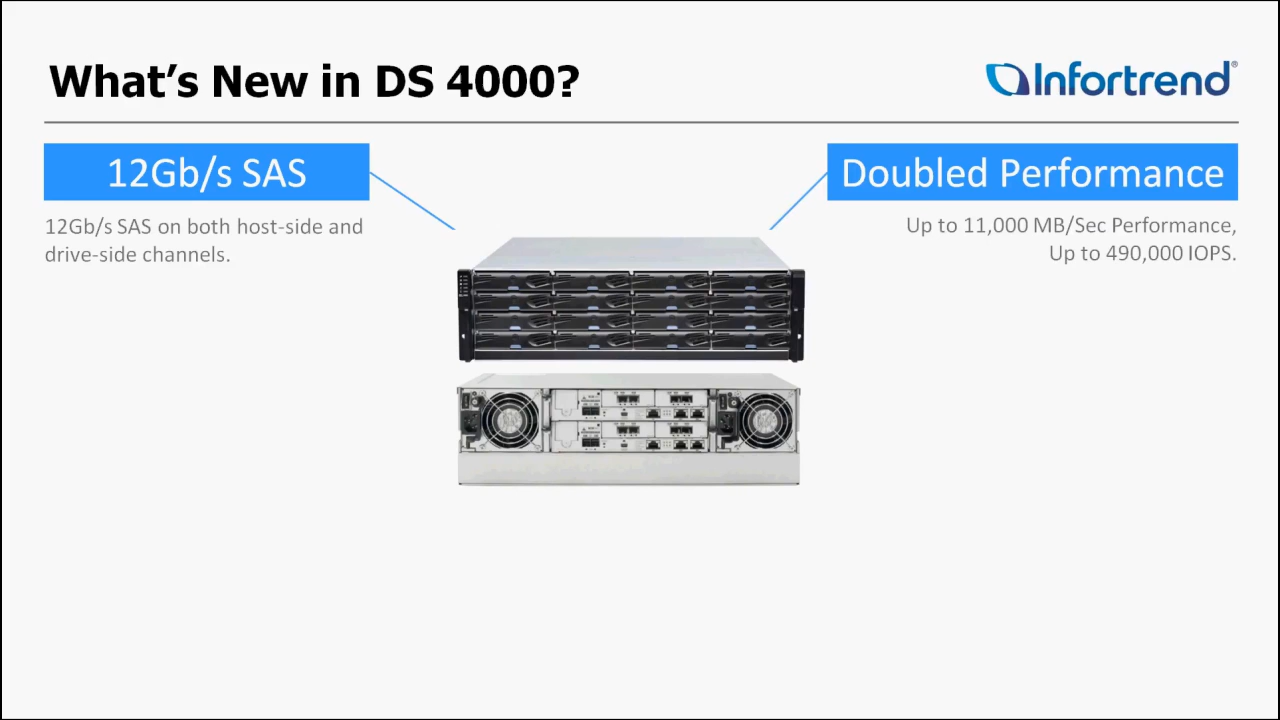 What's New in DS 4000?
Infortrend®
12Gb/s SAS
12Gb/s SAS on both host-side and
drive-side channels.
Doubled Performance
Up to 11,000 MB/Sec Performance,
Up to 490,000 IOPS.